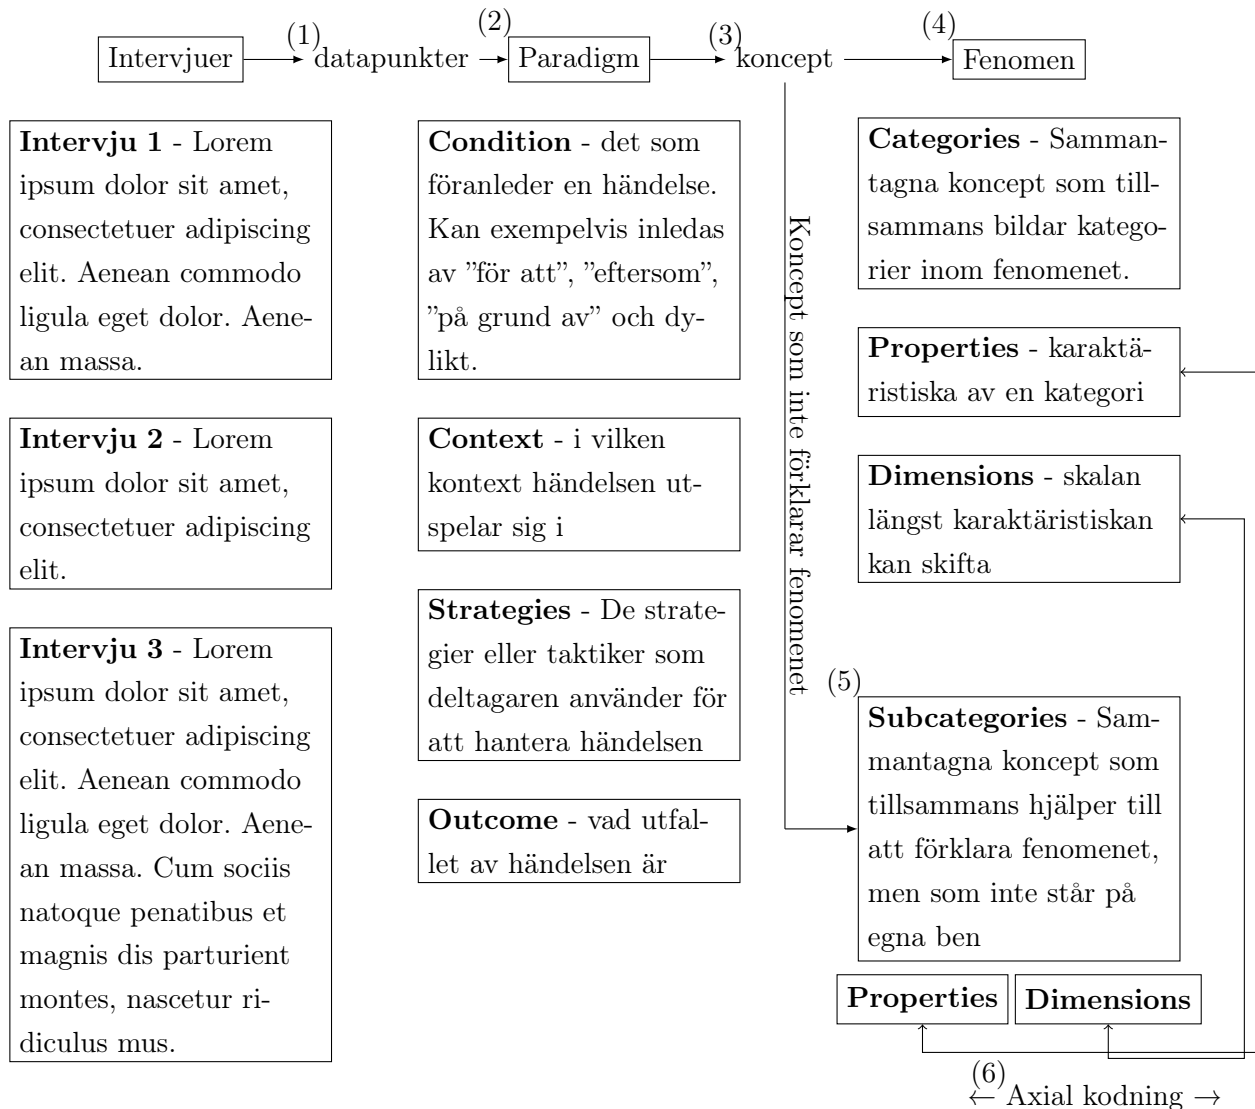 (1)
(2)
(3)
(4)
Intervjuer
datapunkter
Paradigm
koncept
Fenomen
Intervju 1 - Lorem
ipsum dolor sit amet,
consectetuer adipiscing
elit. Aenean commodo
ligula eget dolor. Aene-
an massa.
Intervju 2 - Lorem
ipsum dolor sit amet,
consectetuer adipiscing
elit.
Intervju 3 - Lorem
ipsum dolor sit amet,
consectetuer adipiscing
elit. Aenean commodo
ligula eget dolor. Aene-
an massa. Cum sociis
natoque penatibus et
magnis dis parturient
montes, nascetur ri-
diculus mus.
Condition - det som
föranleder en händelse.
Kan exempelvis inledas
av ”för att”, ”eftersom”,
”på grund av” och dy-
likt.
Context - i vilken
kontext händelsen ut-
spelar sig i
Strategies - De strate-
gier eller taktiker som
deltagaren använder för
att hantera händelsen
Outcome - vad utfal-
let av händelsen är
Koncept som inte förklarar fenomenet
Categories - Samman-
tagna koncept som till-
sammans bildar katego-
rier inom fenomenet.
Properties - karaktä-
ristiska av en kategori
Dimensions - skalan
längst karaktäristiskan
kan skifta
(5)
Subcategories - Sam-
mantagna koncept som
tillsammans hjälper till
att förklara fenomenet,
men som inte står på
egna ben
Properties
Dimensions
(6)
← Axial kodning →